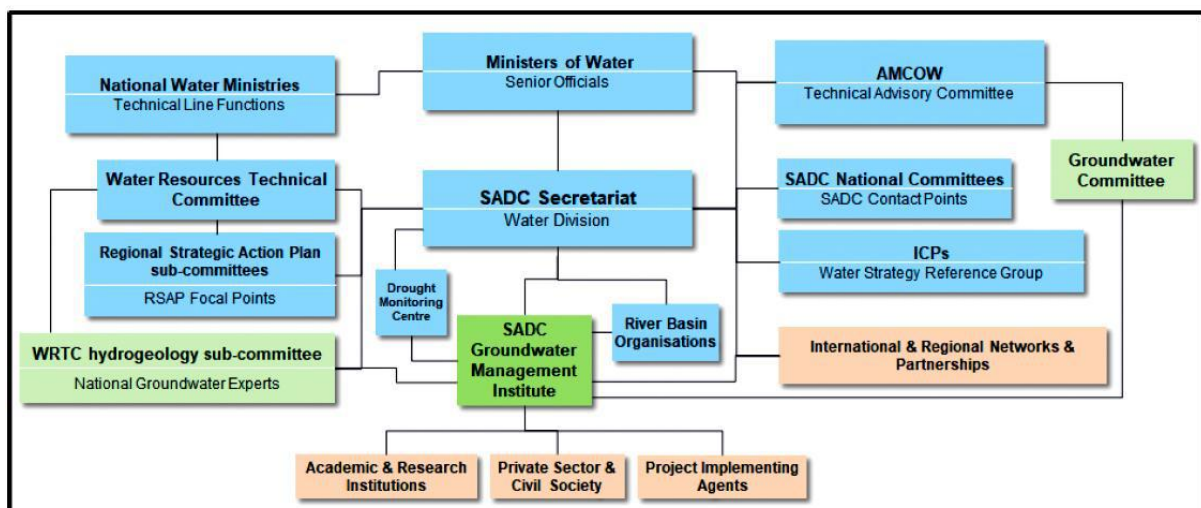 National Water Ministries
Technical Line Functions
Ministers of Water
Senior Officials
AMCOW
Technical Advisory Committee
Groundwater
Committee
Water Resources Technical
Committee
SADC Secretariat
Water Division
SADC National Committees
SADC Contact Points
Regional Strategic Action Plan
sub-committees
RSAP Focal Points
Drought
Monitoring
Centre
ICPs
Water Strategy Reference Group
WRTC hydrogeology sub-committee
National Groundwater Experts
SADC
Groundwater
Management
Institute
River Basin
Organisations
International & Regional Networks &
Partnerships
Academic & Research
Institutions
Private Sector &
Civil Society
Project Implementing
Agents